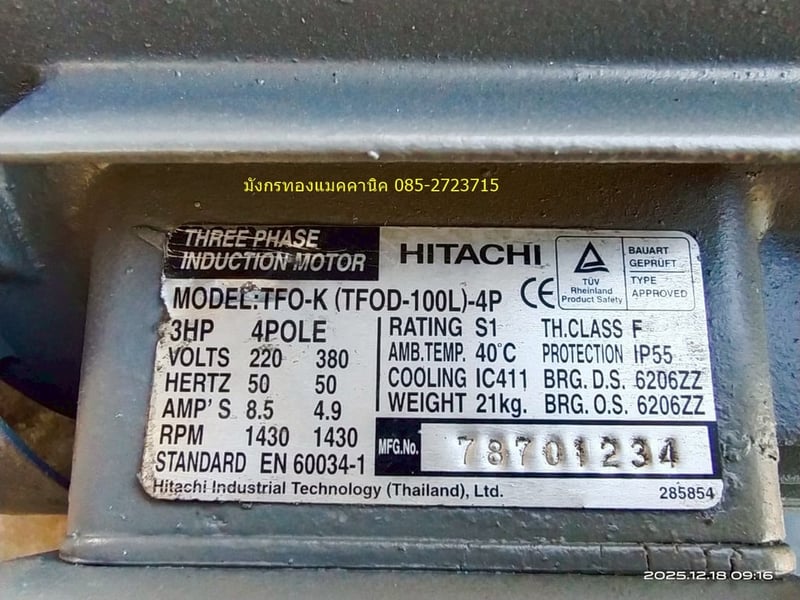 มังกรทองแมคคานิค 085-2723715
THREE PHASE
INDUCTION MOTOR
HITACHI
TÜV
Rheinland
Product Safety
BAUART
GEPRÜFT
TYPE
APPROVED
MODEL:TFO-K (TFOD-100L)-4P CE
3HP 4POLE
VOLTS 220 380
HERTZ 50 50
AMP'S 8.5 4.9
RPM 1430 1430
STANDARD EN 60034-1
RATING S1 TH.CLASS F
AMB.TEMP. 40°C PROTECTION IP55
COOLING IC411 BRG. D.S. 6206ZZ
WEIGHT 21kg. BRG. O.S. 6206ZZ
MFG.No. 78701234
Hitachi Industrial Technology (Thailand), Ltd. 285854
2025.12.18 09:16